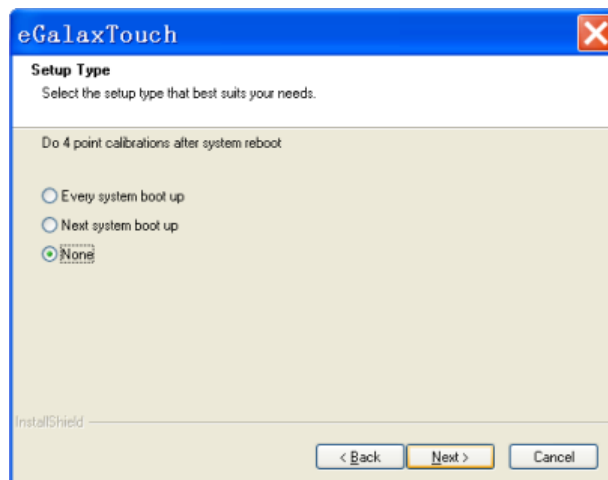 eGalaxTouch
Setup Type
Select the setup type that best suits your needs.
Do 4 point calibrations after system reboot
Every system boot up
Next system boot up
None
InstallShield
< Back Next > Cancel